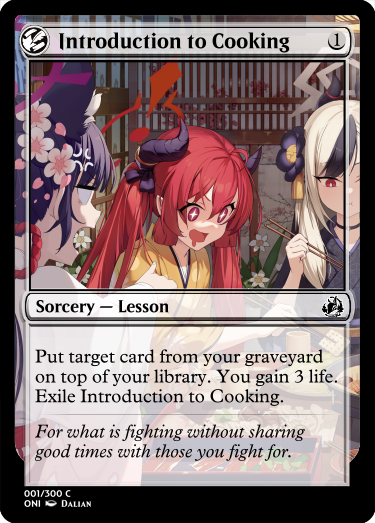 Introduction to Cooking 1
Sorcery — Lesson
Put target card from your graveyard
on top of your library. You gain 3 life.
Exile Introduction to Cooking.
For what is fighting without sharing
good times with those you fight for.
001/300 C
ONI Dalian